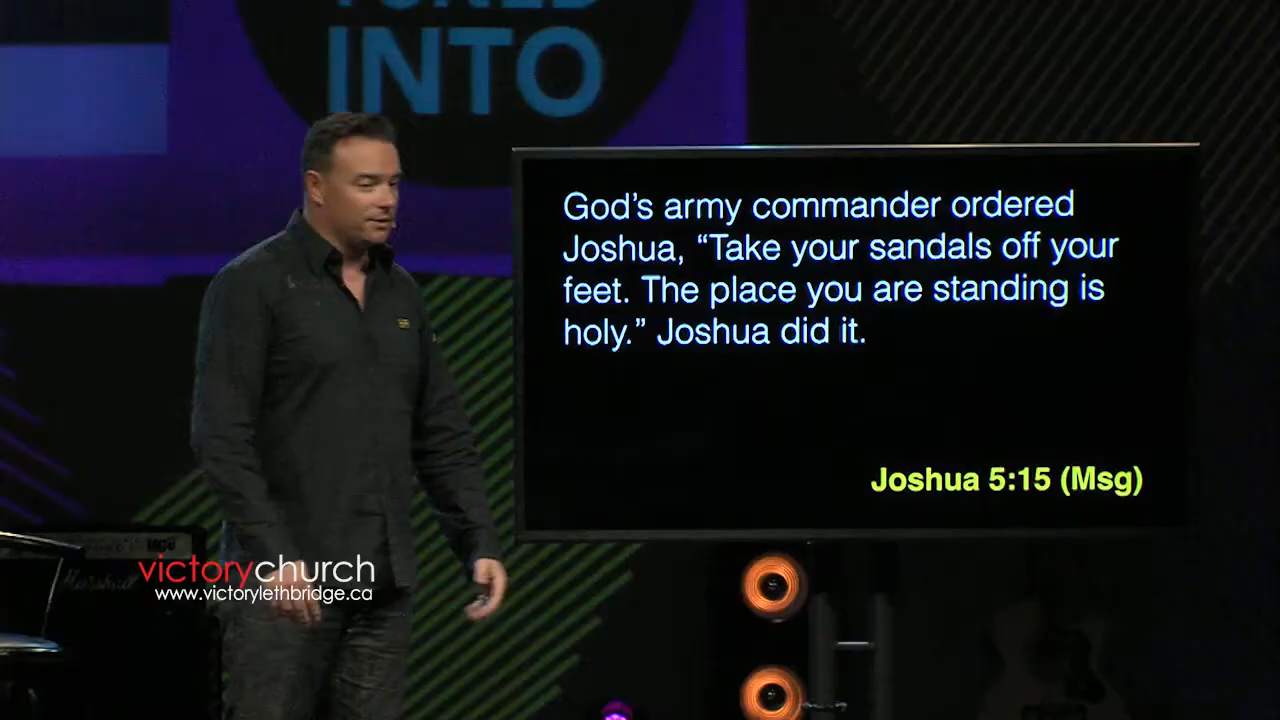 INTO
God's army commander ordered
Joshua, “Take your sandals off your
feet. The place you are standing is
holy.” Joshua did it.
Joshua 5:15 (Msg)
Marshall
victorychurch
www.victorylethbridge.ca